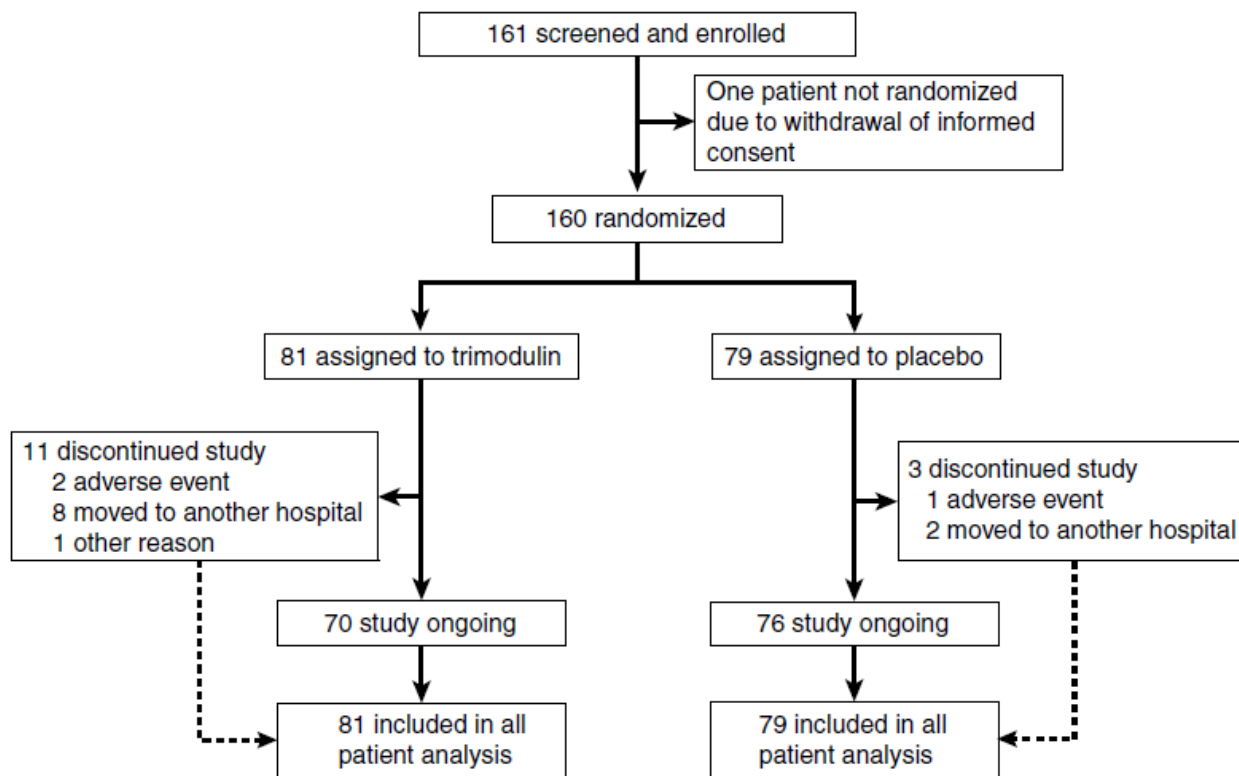 161 screened and enrolled
One patient not randomized
due to withdrawal of informed
consent
160 randomized
81 assigned to trimodulin
79 assigned to placebo
11 discontinued study
2 adverse event
8 moved to another hospital
1 other reason
3 discontinued study
1 adverse event
2 moved to another hospital
70 study ongoing
76 study ongoing
81 included in all
patient analysis
79 included in all
patient analysis